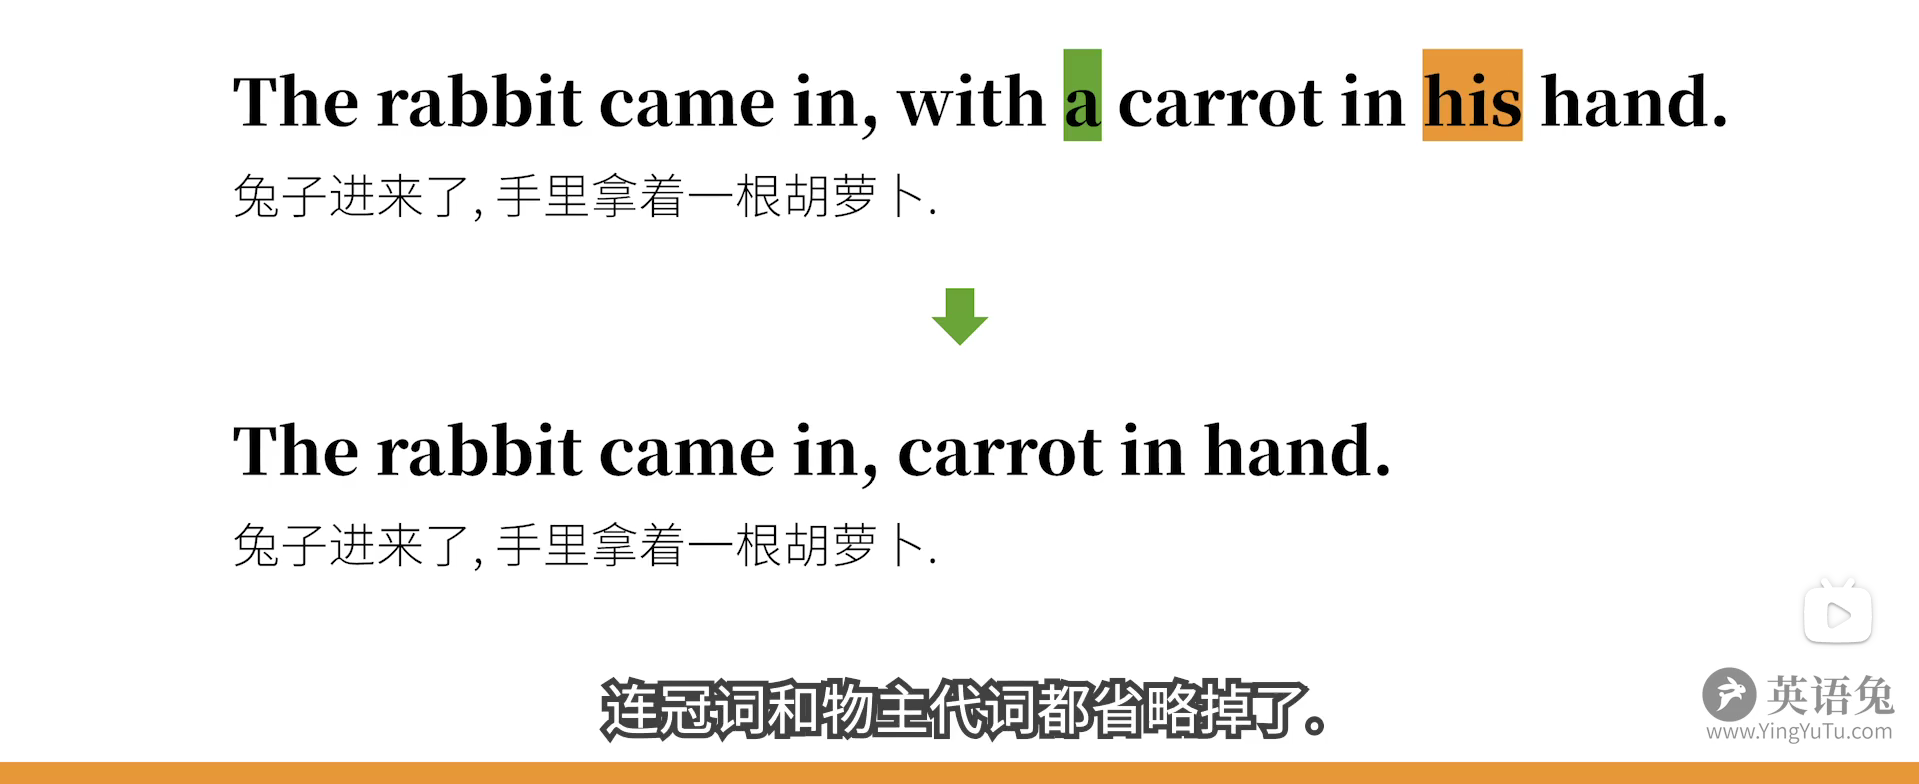 The rabbit came in, with a carrot in his hand.
兔子进来了, 手里拿着一根胡萝卜.
The rabbit came in, carrot in hand.
兔子进来了, 手里拿着一根胡萝卜.
连冠词和物主代词都省略掉了。
英语兔
www.YingYuTu.com